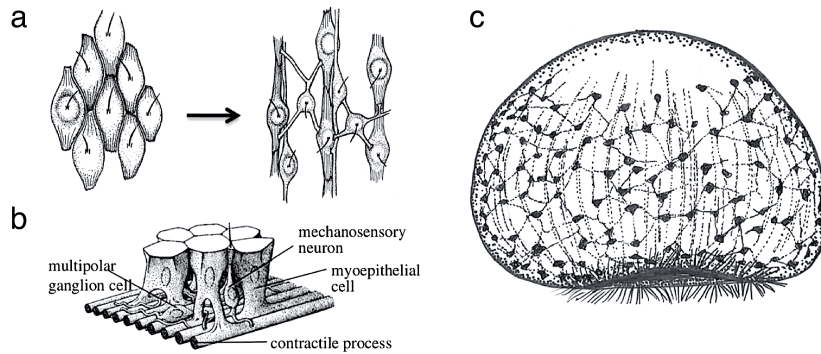 a
c
b
mechanosensory
neuron
multipolar
ganglion cell
myoepithelial
cell
contractile process